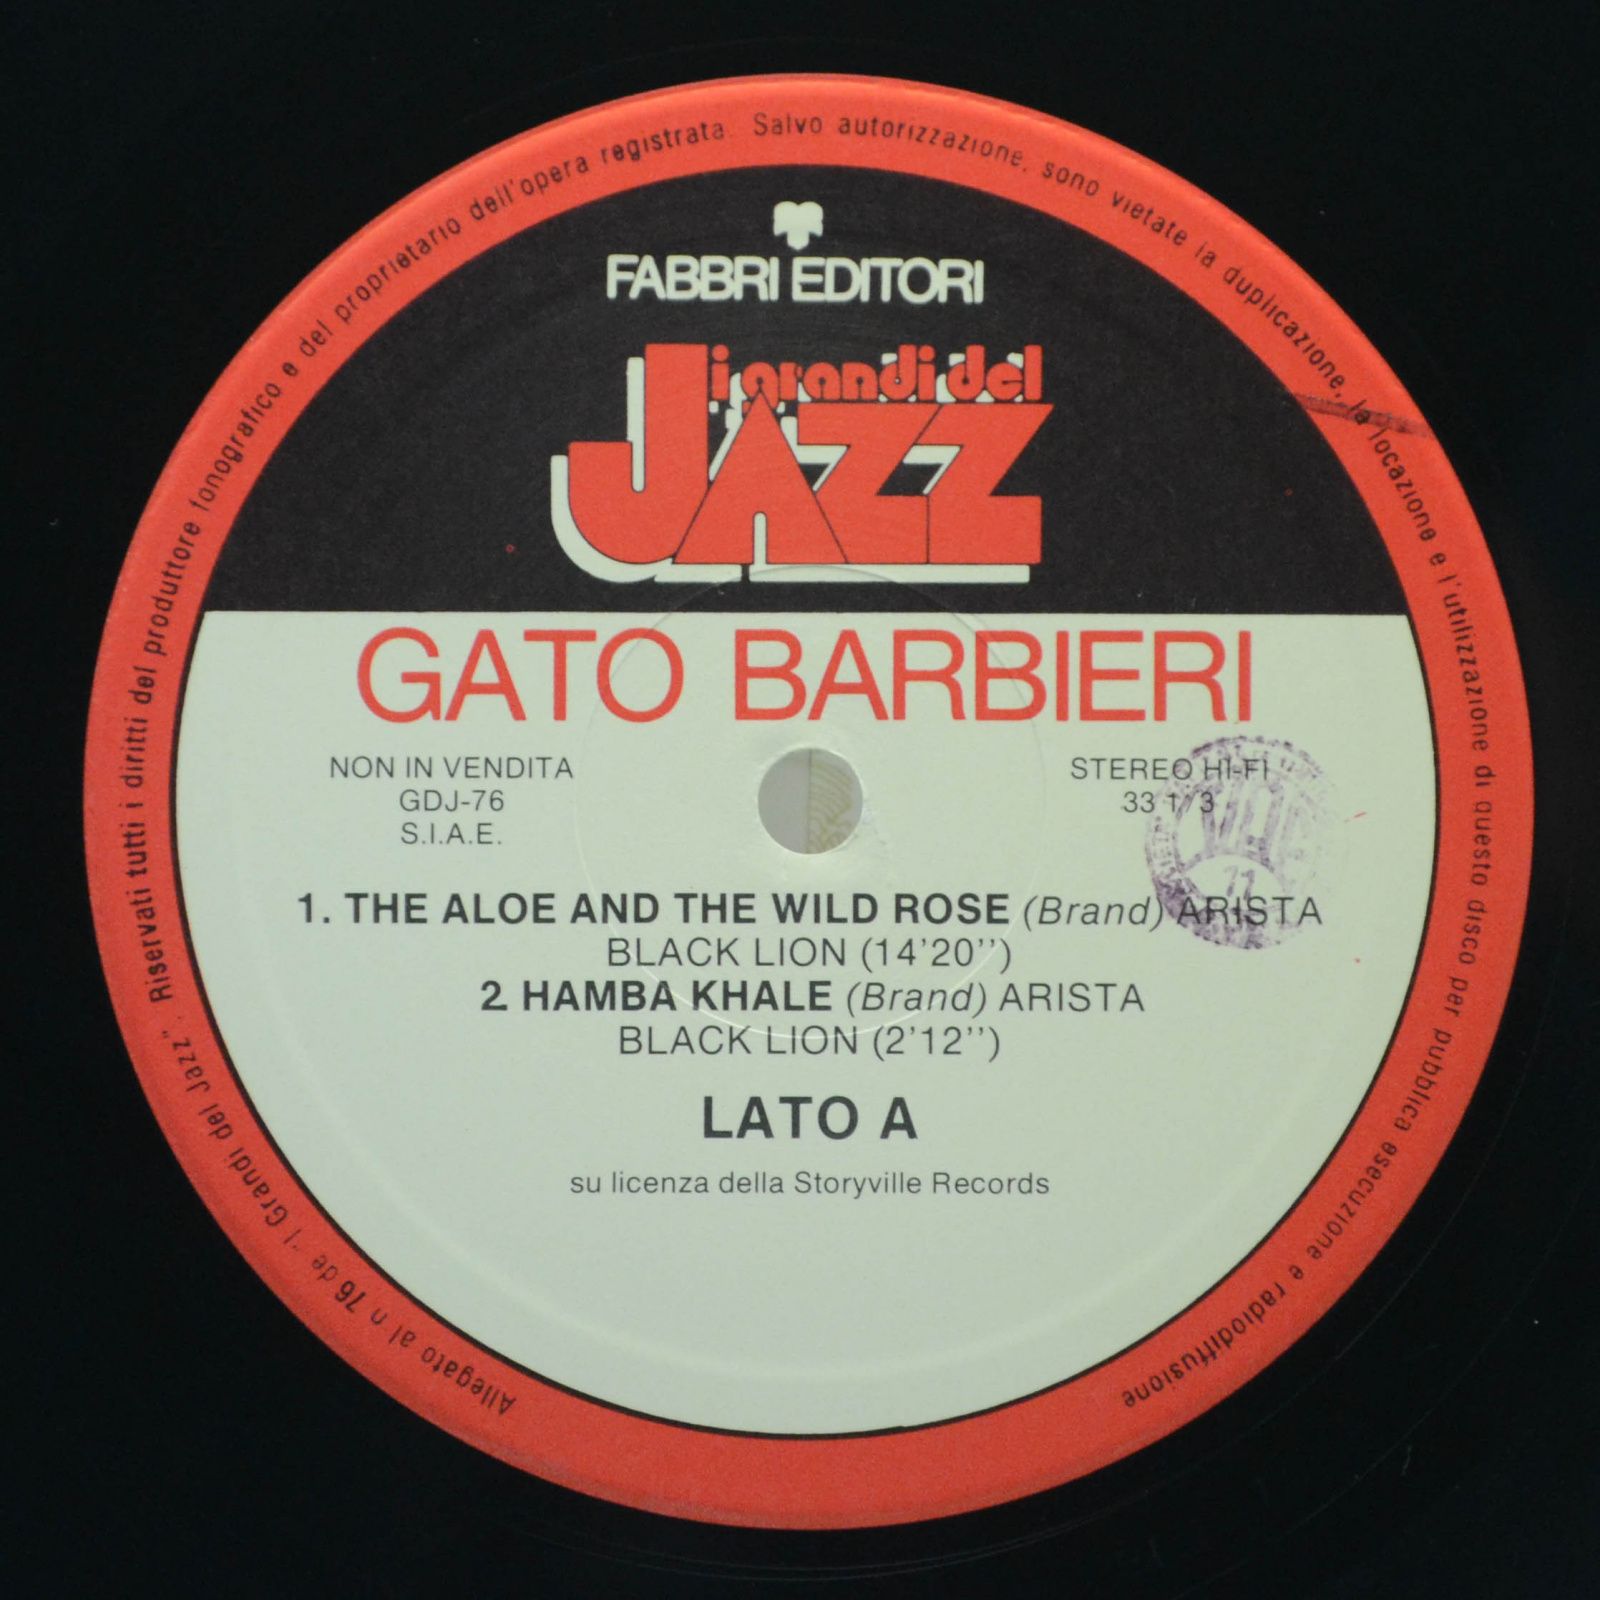 Allegato al n 76 de "I Grandi del Jazz". Riservati tutti i diritti del produttore fonografico e del proprietario dell'opera registrata. Salvo autorizzazione, sono vietate la duplicazione, la locazione e l'utilizzazione di questo disco per pubblica esecuzione e radiodiffusione
FABBRI EDITORI
i grandi del
JAZZ
GATO BARBIERI
NON IN VENDITA
GDJ-76
S.I.A.E.
STEREO HI-FI
33 1/3
1. THE ALOE AND THE WILD ROSE (Brand) ARISTA
BLACK LION (14'20'')
2. HAMBA KHALE (Brand) ARISTA
BLACK LION (2'12'')
LATO A
su licenza della Storyville Records